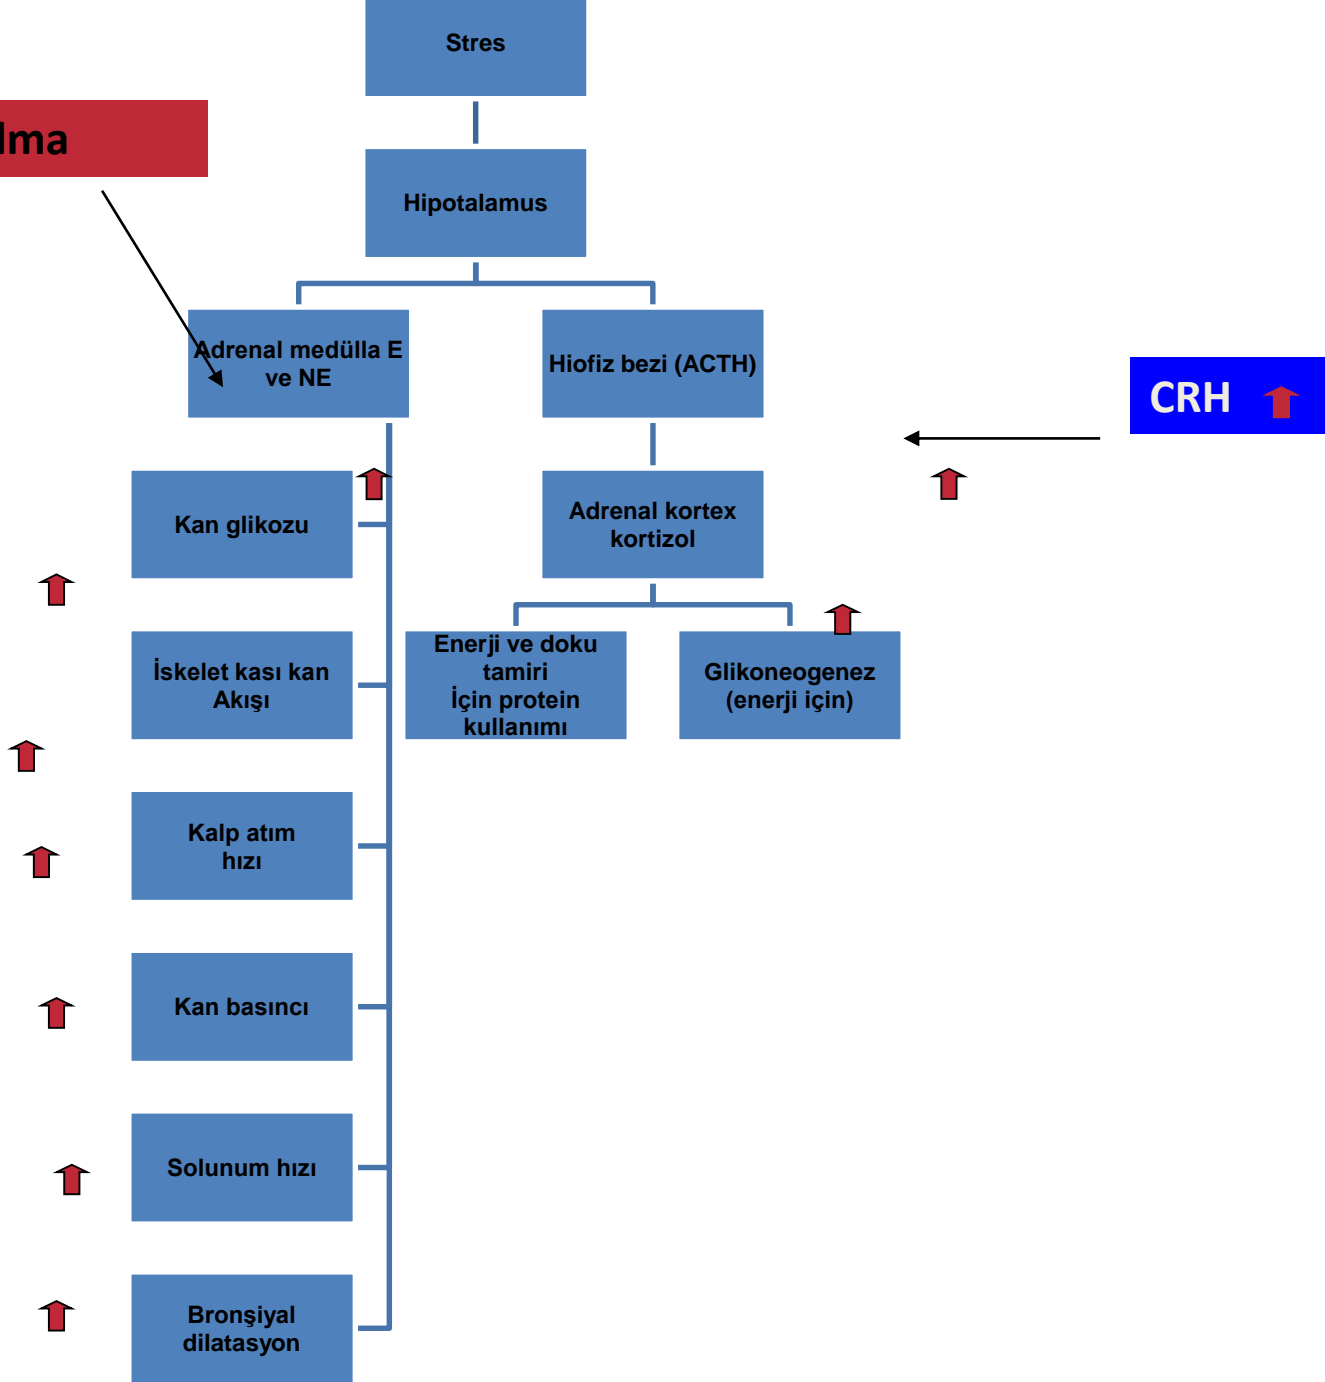 Stres
lma
Hipotalamus
Adrenal medülla E
ve NE
Hiofiz bezi (ACTH)
CRH
Kan glikozu
Adrenal kortex
kortizol
İskelet kası kan
Akışı
Enerji ve doku
tamiri
İçin protein
kullanımı
Glikoneogenez
(enerji için)
Kalp atım
hızı
Kan basıncı
Solunum hızı
Bronşiyal
dilatasyon